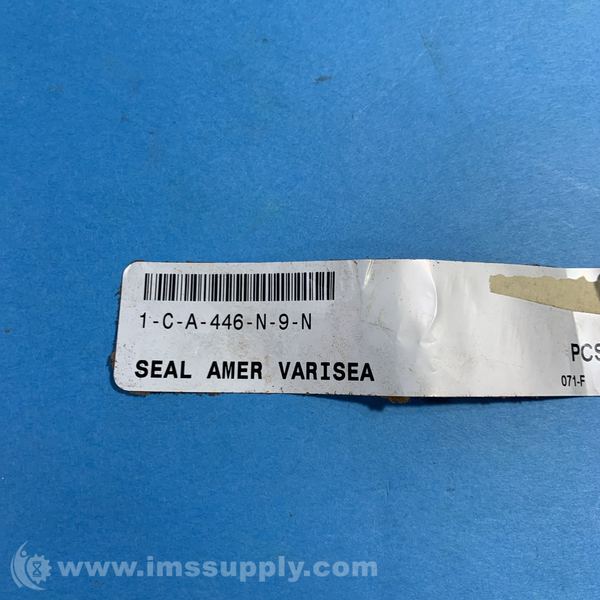 1-C-A-446-N-9-N
SEAL AMER VARISEA
PCS
071-F
www.imssupply.com